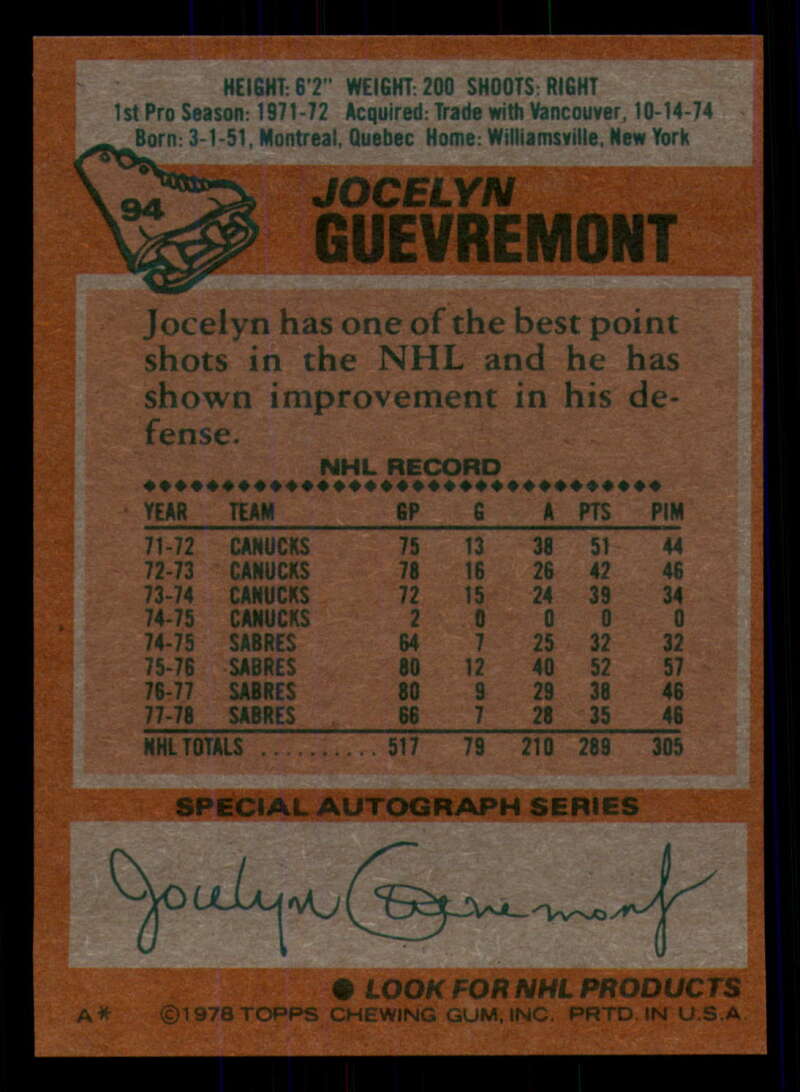 HEIGHT: 6'2" WEIGHT: 200 SHOOTS: RIGHT
1st Pro Season: 1971-72 Acquired: Trade with Vancouver, 10-14-74
Born: 3-1-51, Montreal, Quebec Home: Williamsville, New York
94
JOCELYN
GUEVREMONT
Jocelyn has one of the best point
shots in the NHL and he has
shown improvement in his de-
fense.
NHL RECORD
YEAR TEAM GP G A PTS PIM
71-72 CANUCKS 75 13 38 51 44
72-73 CANUCKS 78 16 26 42 46
73-74 CANUCKS 72 15 24 39 34
74-75 CANUCKS 2 0 0 0 0
74-75 SABRES 64 7 25 32 32
75-76 SABRES 80 12 40 52 57
76-77 SABRES 80 9 29 38 46
77-78 SABRES 66 7 28 35 46
NHL TOTALS .......... 517 79 210 289 305
SPECIAL AUTOGRAPH SERIES
Jocelyn Guevremont
● LOOK FOR NHL PRODUCTS
A* ©1978 TOPPS CHEWING GUM, INC. PRTD. IN U.S.A